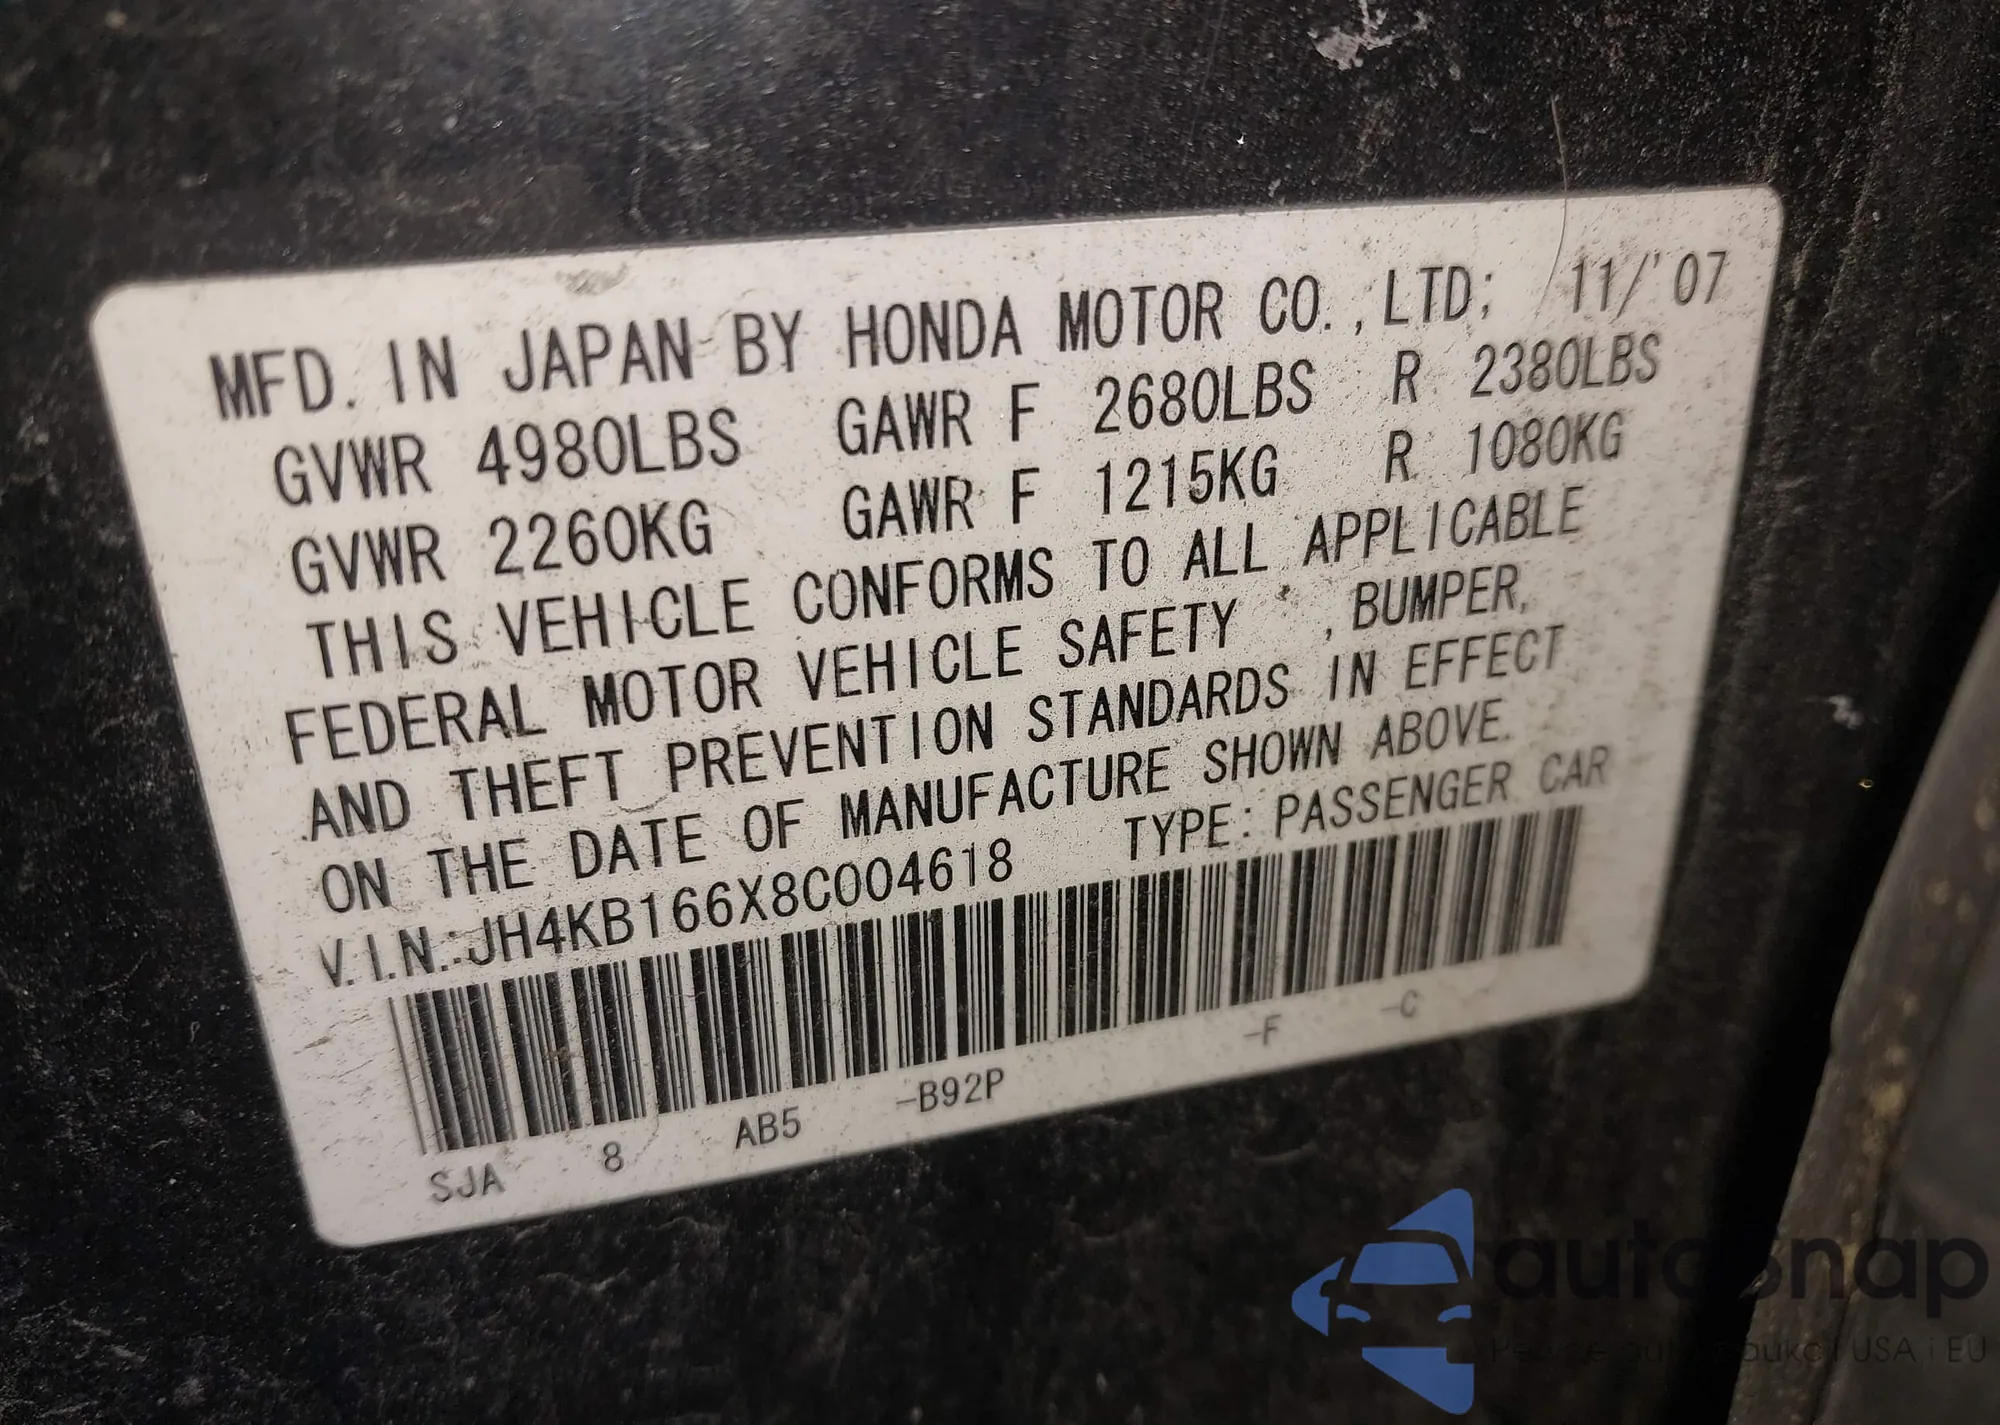 MFD. IN JAPAN BY HONDA MOTOR CO.,LTD; 11/'07
GVWR 4980LBS GAWR F 2680LBS R 2380LBS
GVWR 2260KG GAWR F 1215KG R 1080KG
THIS VEHICLE CONFORMS TO ALL APPLICABLE
FEDERAL MOTOR VEHICLE SAFETY , BUMPER,
AND THEFT PREVENTION STANDARDS IN EFFECT
ON THE DATE OF MANUFACTURE SHOWN ABOVE.
V.I.N.:JH4KB166X8C004618 TYPE:PASSENGER CAR
SJA 8 AB5 -B92P -F -C
autosnap
USA i EU